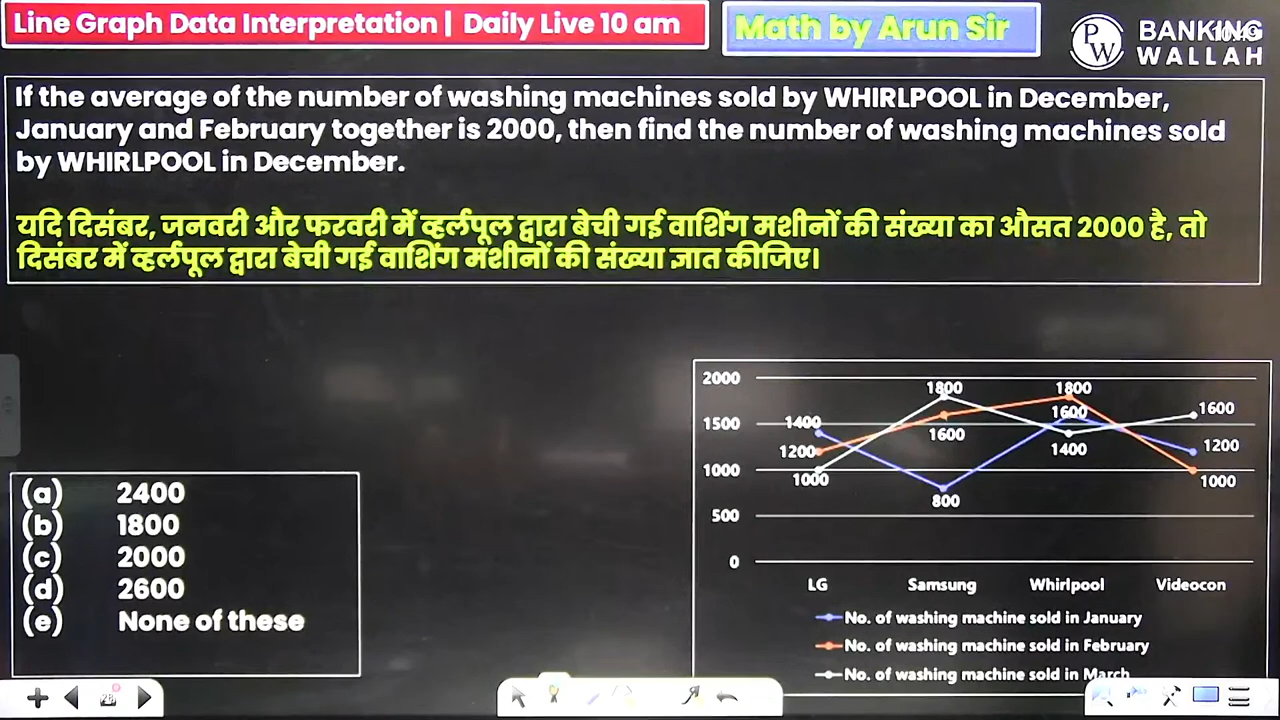 Line Graph Data Interpretation | Daily Live 10 am
Math by Arun Sir
PW
BANKING
WALLAH
If the average of the number of washing machines sold by WHIRLPOOL in December,
January and February together is 2000, then find the number of washing machines sold
by WHIRLPOOL in December.
यदि दिसंबर, जनवरी और फरवरी में व्हर्लपूल द्वारा बेची गई वाशिंग मशीनों की संख्या का औसत 2000 है, तो
दिसंबर में व्हर्लपूल द्वारा बेची गई वाशिंग मशीनों की संख्या ज्ञात कीजिए।
(a) 2400
(b) 1800
(c) 2000
(d) 2600
(e) None of these
2000
1500
1000
500
0
1400
1200
1000
1800
1600
800
1800
1600
1400
1600
1200
1000
LG Samsung Whirlpool Videocon
No. of washing machine sold in January
No. of washing machine sold in February
No. of washing machine sold in March